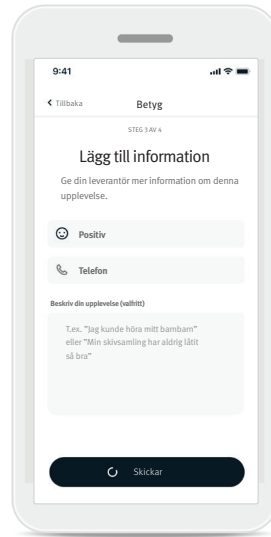 9:41
Tillbaka
Betyg
STEG 3 AV 4
Lägg till information
Ge din leverantör mer information om denna
upplevelse.
Positiv
Telefon
Beskriv din upplevelse (valfritt)
T.ex. "Jag kunde höra mitt barnbarn"
eller "Min skivsamling har aldrig låtit
så bra"
Skickar